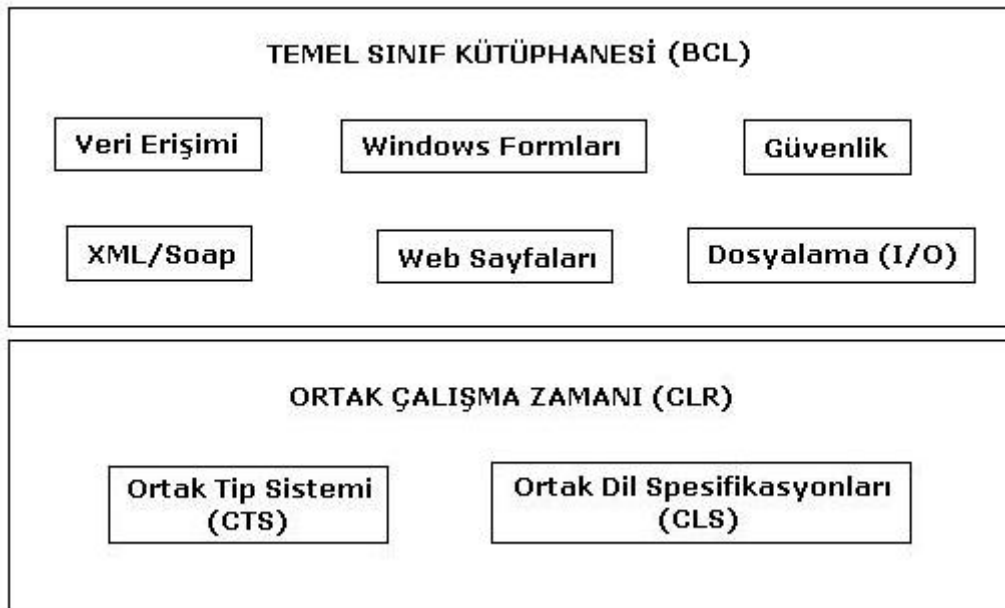 TEMEL SINIF KÜTÜPHANESİ (BCL)
Veri Erişimi
Windows Formları
Güvenlik
XML/Soap
Web Sayfaları
Dosyalama (I/O)
ORTAK ÇALIŞMA ZAMANI (CLR)
Ortak Tip Sistemi
(CTS)
Ortak Dil Spesifikasyonları
(CLS)